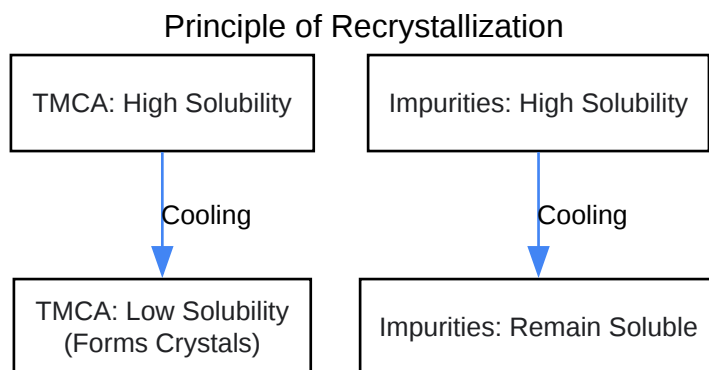 Principle of Recrystallization
TMCA: High Solubility
Impurities: High Solubility
Cooling
Cooling
TMCA: Low Solubility
(Forms Crystals)
Impurities: Remain Soluble